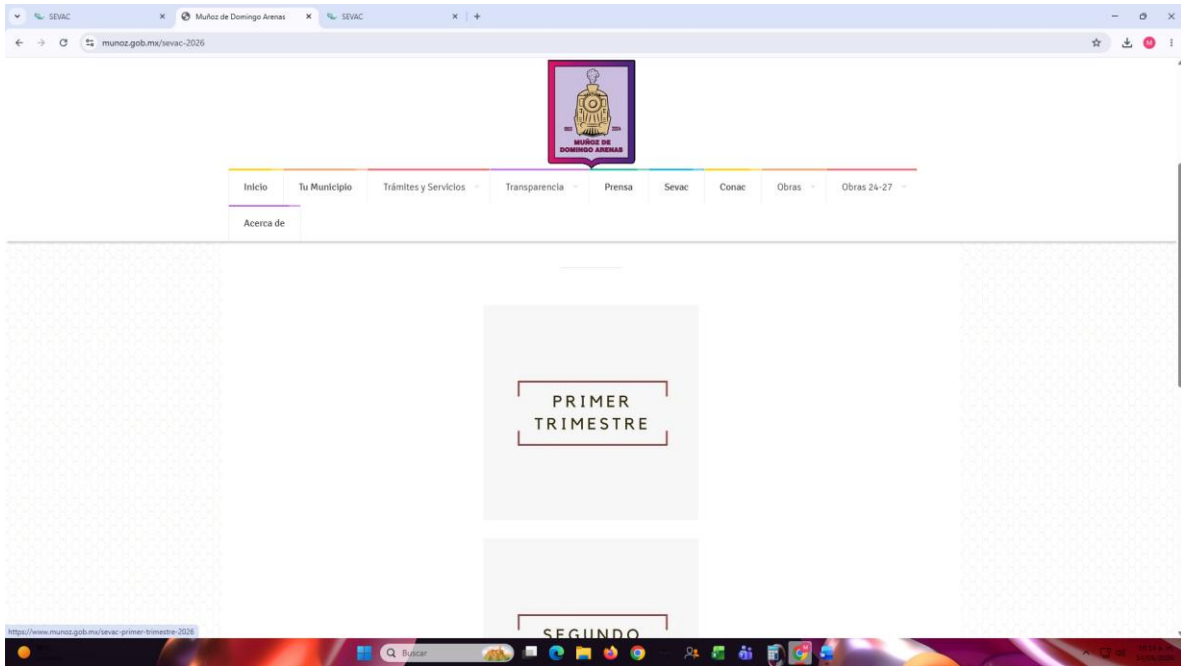 SEVAC
Muñoz de Domingo Arenas
SEVAC
munoz.gob.mx/sevac-2026
MUÑOZ DE
DOMINGO ARENAS
Inicio Tu Municipio Trámites y Servicios Transparencia Prensa Sevac Conac Obras Obras 24-27
Acerca de
PRIMER
TRIMESTRE
SEGUNDO
https://www.munoz.gob.mx/sevac-primer-trimestre-2026
Buscar